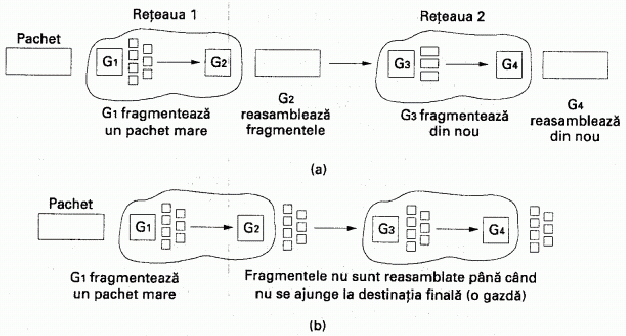 Rețeaua 1
Rețeaua 2
Pachet
G1
G2
G3
G4
G1 fragmentează
un pachet mare
G2
reasamblează
fragmentele
G3 fragmentează
din nou
G4
reasamblează
din nou
(a)
Pachet
G1
G2
G3
G4
G1 fragmentează
un pachet mare
Fragmentele nu sunt reasamblate până când
nu se ajunge la destinația finală (o gazdă)
(b)